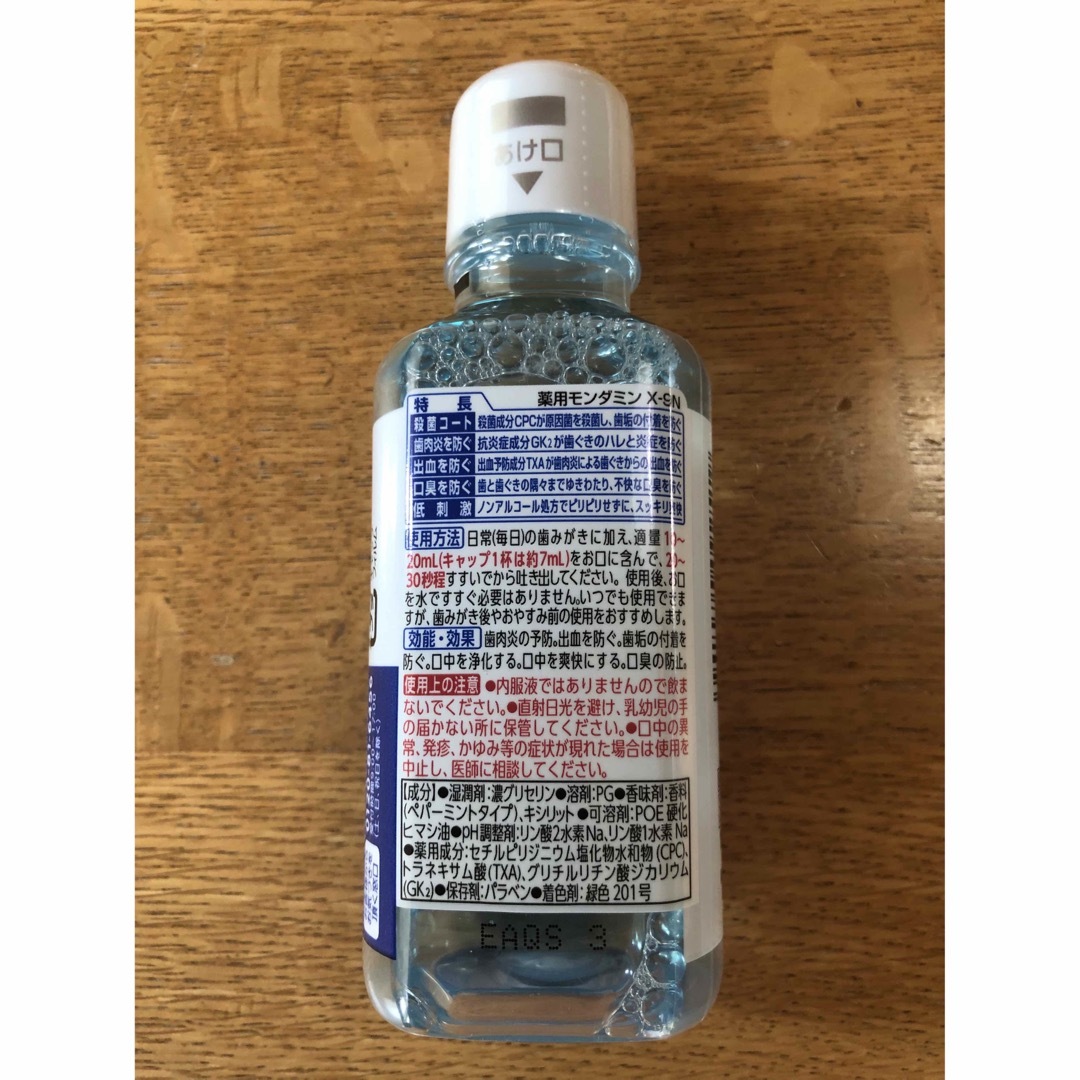 あけ口
特長 薬用モンダミン X-9N
殺菌コート 殺菌成分CPCが原因菌を殺菌し、歯垢の付着を防ぐ
歯肉炎を防ぐ 抗炎症成分GK2が歯ぐきのハレと炎症を防ぐ
出血を防ぐ 出血予防成分TXAが歯肉炎による歯ぐきからの出血を防ぐ
口臭を防ぐ 歯と歯ぐきの隅々までゆきわたり、不快な口臭を防ぐ
低刺激 ノンアルコール処方でピリピリせずに、スッキリ爽快
使用方法 日常(毎日)の歯みがきに加え、適量10～
20mL(キャップ1杯は約7mL)をお口に含んで、20～
30秒程すすいでから吐き出してください。使用後、お口
を水ですすぐ必要はありません。いつでも使用できま
すが、歯みがき後やおやすみ前の使用をおすすめします。
効能・効果 歯肉炎の予防。出血を防ぐ。歯垢の付着を
防ぐ。口中を浄化する。口中を爽快にする。口臭の防止。
使用上の注意 ●内服液ではありませんので飲ま
ないでください。●直射日光を避け、乳幼児の手
の届かない所に保管してください。●口中の異
常、発疹、かゆみ等の症状が現れた場合は使用を
中止し、医師に相談してください。
【成分】●湿潤剤:濃グリセリン●溶剤:PG●香味剤:香料
(ペパーミントタイプ)、キシリット●可溶剤:POE 硬化
ヒマシ油●pH調整剤:リン酸2水素Na、リン酸1水素Na
●薬用成分:セチルピリジニウム塩化物水和物(CPC)、
トラネキサム酸(TXA)、グリチルリチン酸ジカリウム
(GK2)●保存剤:パラベン●着色剤:緑色201号
EAQS 3